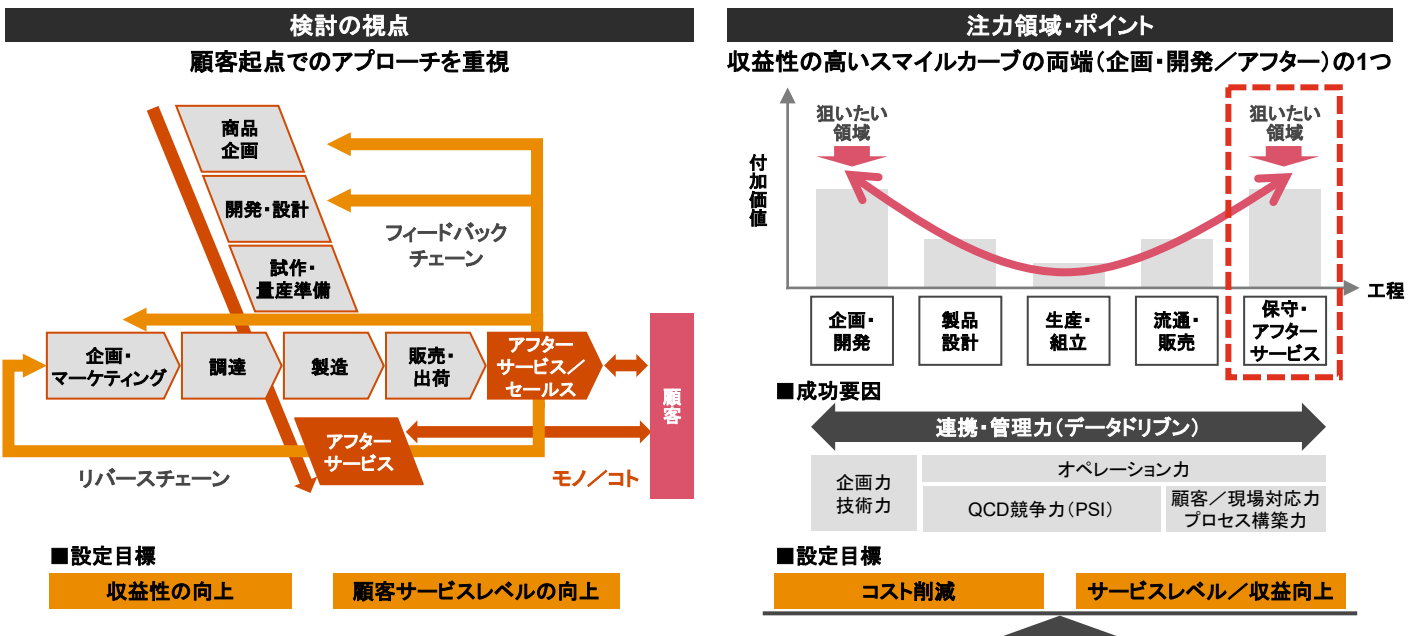 検討の視点
顧客起点でのアプローチを重視
商品
企画
開発・設計
試作・
量産準備
フィードバック
チェーン
企画・
マーケティング
調達
製造
販売・
出荷
アフター
サービス／
セールス
顧客
アフター
サービス
リバースチェーン
モノ／コト
■設定目標
収益性の向上
顧客サービスレベルの向上
注力領域・ポイント
収益性の高いスマイルカーブの両端（企画・開発／アフター）の1つ
付加価値
狙いたい
領域
狙いたい
領域
工程
企画・
開発
製品
設計
生産・
組立
流通・
販売
保守・
アフター
サービス
■成功要因
連携・管理力（データドリブン）
企画力
技術力
オペレーション力
QCD競争力（PSI）
顧客／現場対応力
プロセス構築力
■設定目標
コスト削減
サービスレベル／収益向上